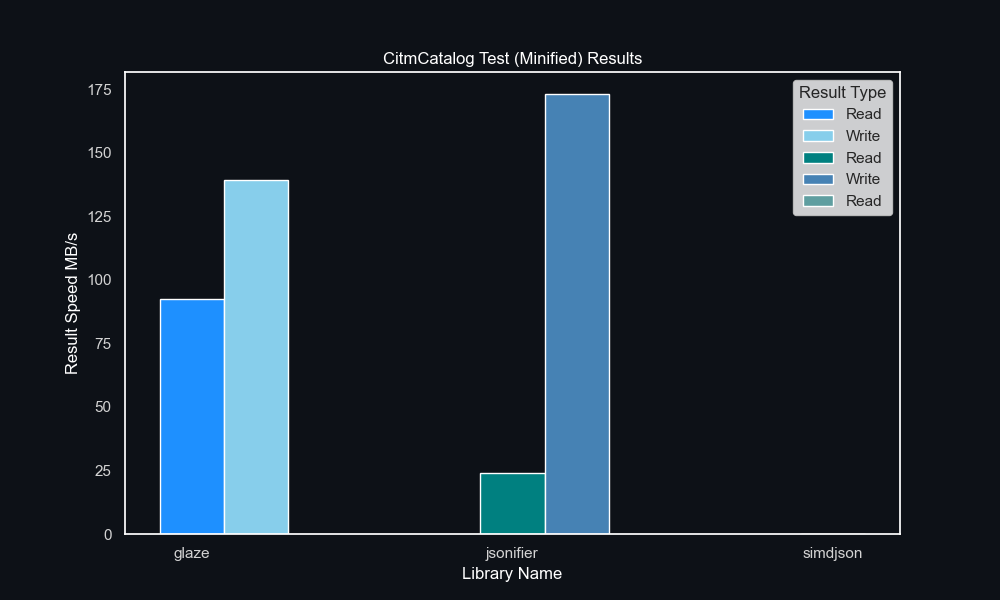 CitmCatalog Test (Minified) Results
Result Speed MB/s
175
150
125
100
75
50
25
0
Result Type
Read
Write
Read
Write
Read
glaze
jsonifier
simdjson
Library Name